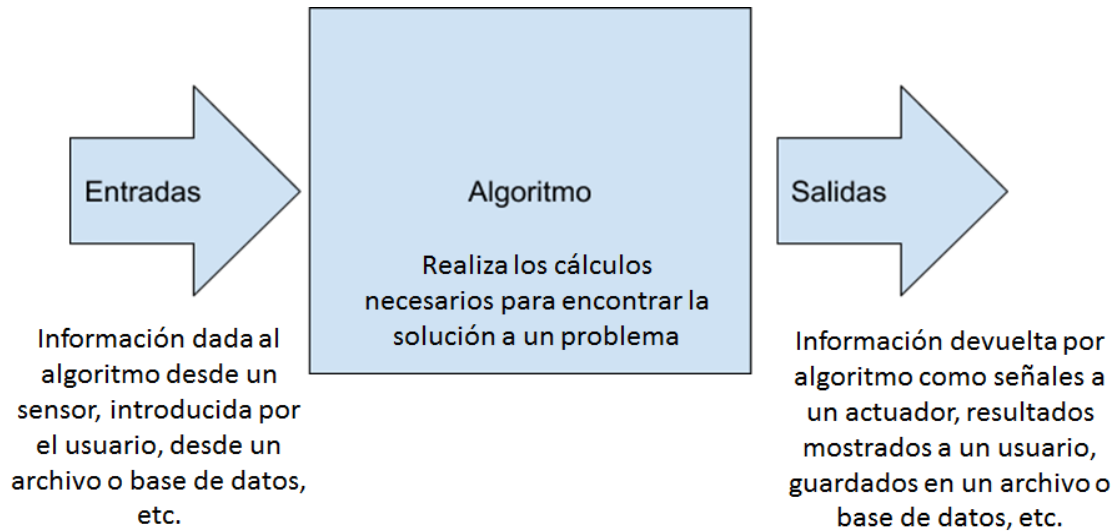 Entradas
Información dada al
algoritmo desde un
sensor, introducida por
el usuario, desde un
archivo o base de datos,
etc.
Algoritmo
Realiza los cálculos
necesarios para encontrar la
solución a un problema
Salidas
Información devuelta por
algoritmo como señales a
un actuador, resultados
mostrados a un usuario,
guardados en un archivo o
base de datos, etc.